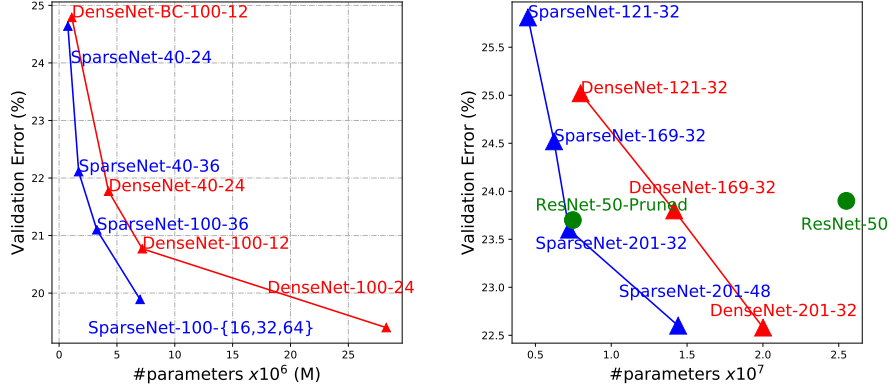 25
DenseNet-BC-100-12
SparseNet-40-24
24
23
22
SparseNet-40-36
DenseNet-40-24
21
SparseNet-100-36
DenseNet-100-12
20
DenseNet-100-24
SparseNet-100-{16,32,64}
0 5 10 15 20 25
#parameters x10^6 (M)
Validation Error (%)
SparseNet-121-32
25.5
25.0
DenseNet-121-32
24.5
SparseNet-169-32
24.0
DenseNet-169-32
ResNet-50-Pruned
ResNet-50
23.5
SparseNet-201-32
23.0
SparseNet-201-48
DenseNet-201-32
22.5
0.5 1.0 1.5 2.0 2.5
#parameters x10^7
Validation Error (%)